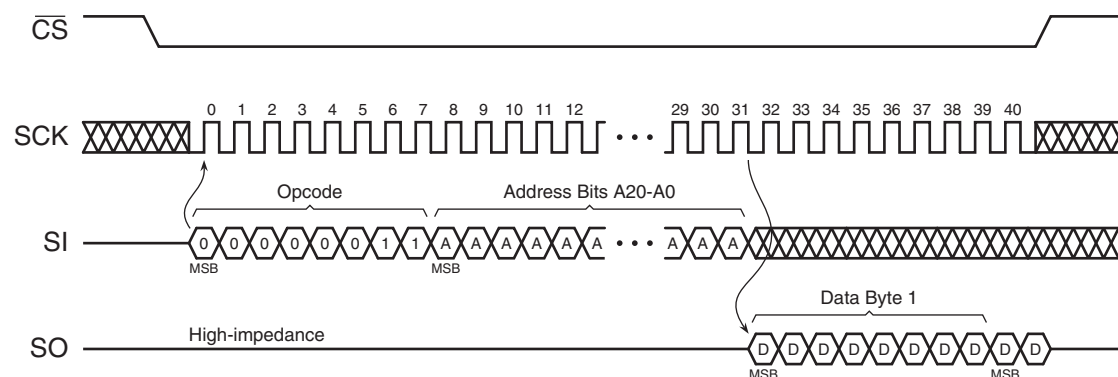 CS
0 1 2 3 4 5 6 7 8 9 10 11 12 29 30 31 32 33 34 35 36 37 38 39 40
SCK
Opcode Address Bits A20-A0
SI 0 0 0 0 0 0 1 1 A A A A A A A A A
MSB MSB
Data Byte 1
High-impedance
SO D D D D D D D D D D
MSB MSB